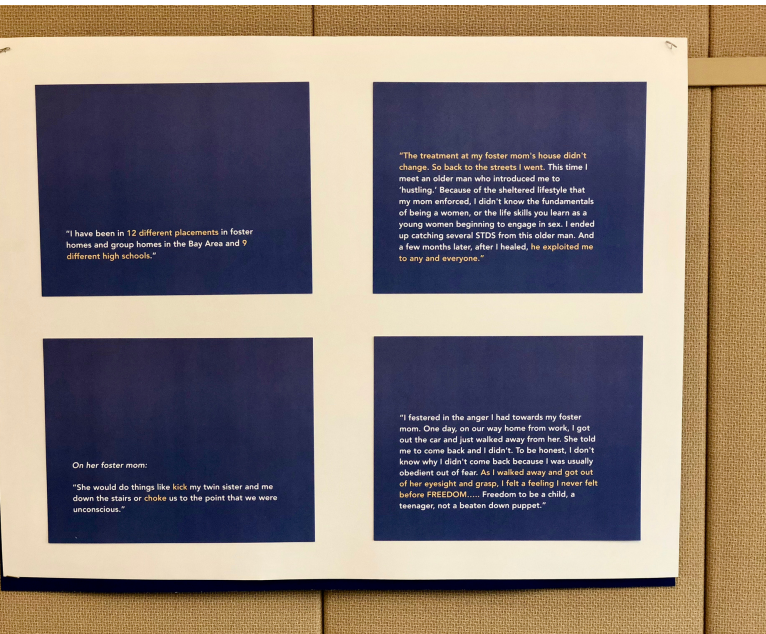 "I have been in 12 different placements in foster
homes and group homes in the Bay Area and 9
different high schools."
"The treatment at my foster mom's house didn't
change. So back to the streets I went. This time I
meet an older man who introduced me to
'hustling.' Because of the sheltered lifestyle that
my mom enforced, I didn't know the fundamentals
of being a women, or the life skills you learn as a
young women beginning to engage in sex. I ended
up catching several STDS from this older man. And
a few months later, after I healed, he exploited me
to any and everyone."
On her foster mom:
"She would do things like kick my twin sister and me
down the stairs or choke us to the point that we were
unconscious."
"I festered in the anger I had towards my foster
mom. One day, on our way home from work, I got
out the car and just walked away from her. She told
me to come back and I didn't. To be honest, I don't
know why I didn't come back because I was usually
obedient out of fear. As I walked away and got out
of her eyesight and grasp, I felt a feeling I never felt
before FREEDOM..... Freedom to be a child, a
teenager, not a beaten down puppet."